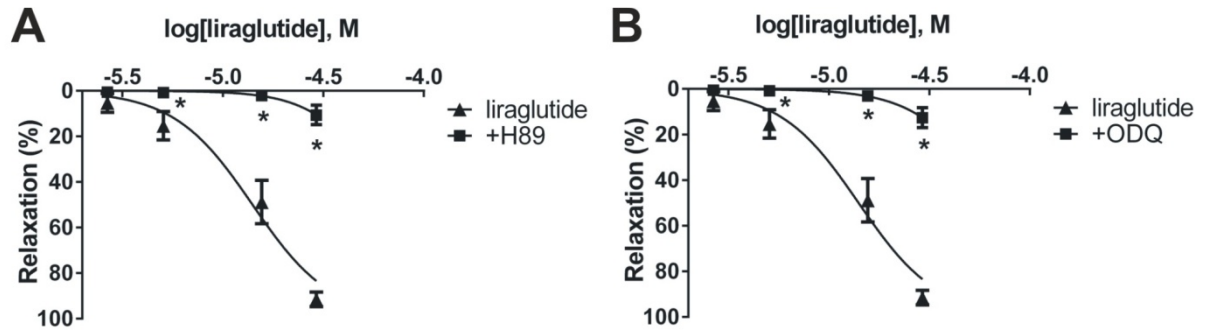 A
log[liraglutide], M
-5.5 -5.0 -4.5 -4.0
0
20
40
60
80
100
Relaxation (%)
* * *
liraglutide
+H89
B
log[liraglutide], M
-5.5 -5.0 -4.5 -4.0
0
20
40
60
80
100
Relaxation (%)
* * *
liraglutide
+ODQ